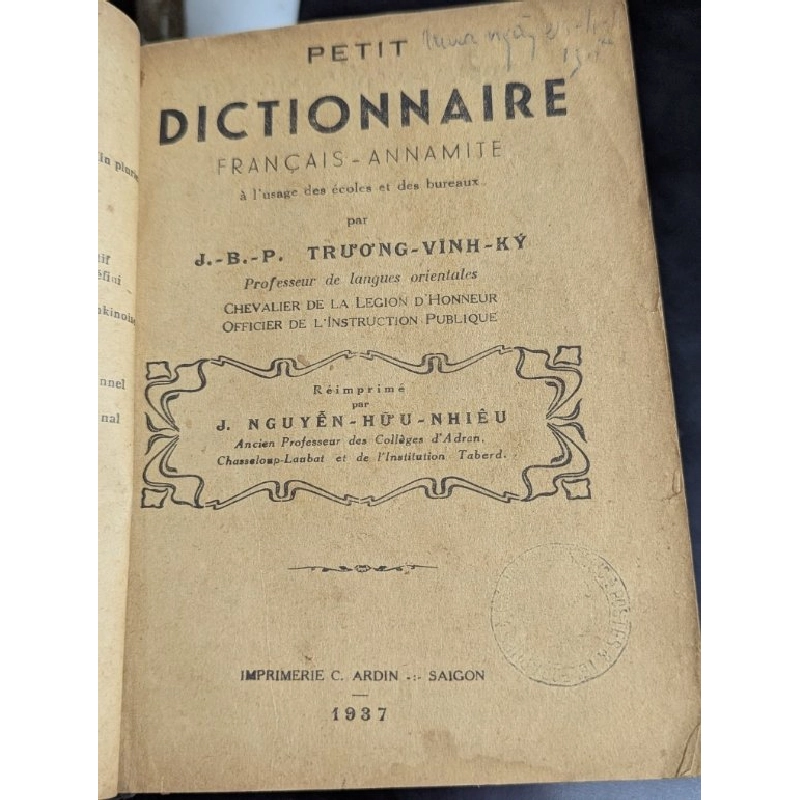 PETIT
DICTIONNAIRE
FRANÇAIS - ANNAMITE
à l'usage des écoles et des bureaux
par
J.-B.-P. TRƯƠNG-VĨNH-KÝ
Professeur de langues orientales
CHEVALIER DE LA LEGION D'HONNEUR
OFFICIER DE L'INSTRUCTION PUBLIQUE
Réimprimé
par
J. NGUYỄN-HỮU-NHIÊU
Ancien Professeur des Collèges d'Adran,
Chasseloup-Laubat et de l'Institution Taberd.
IMPRIMERIE C. ARDIN -:- SAIGON
1937